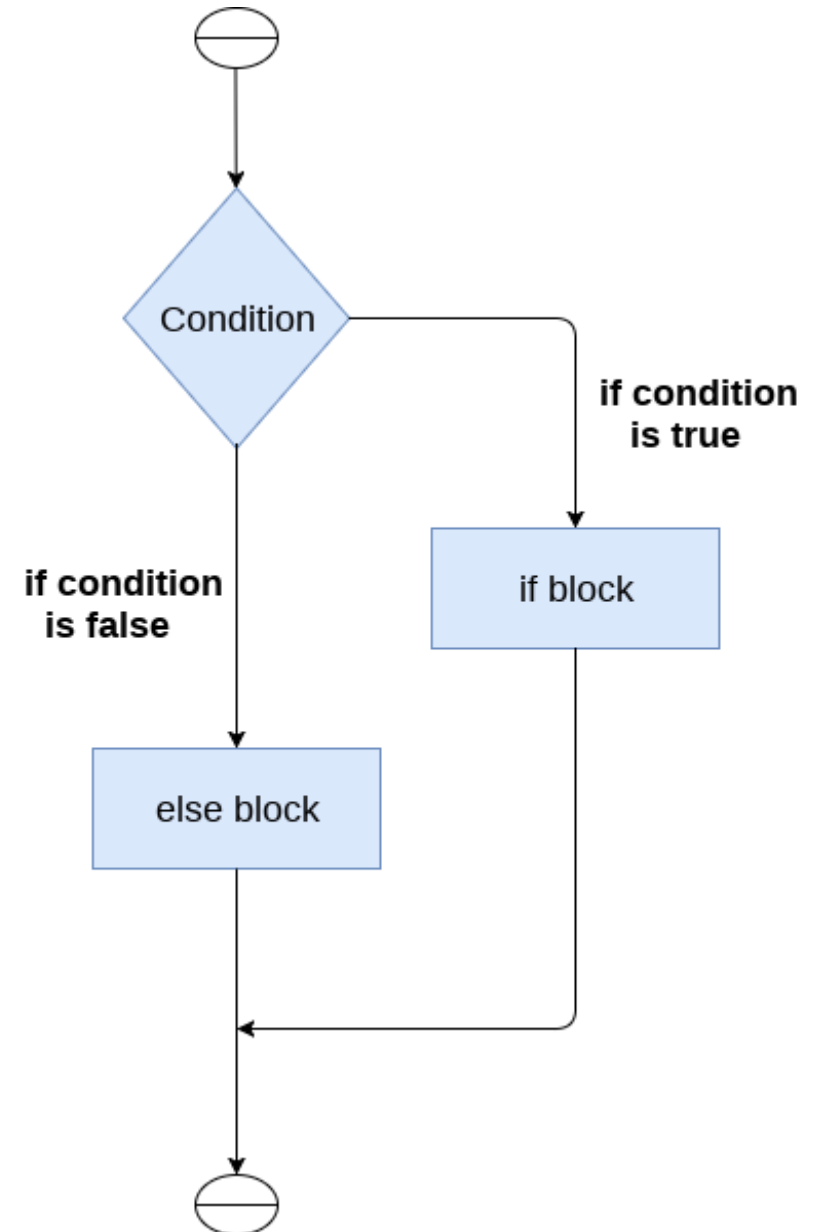 Condition
if condition
is true
if condition
is false
if block
else block